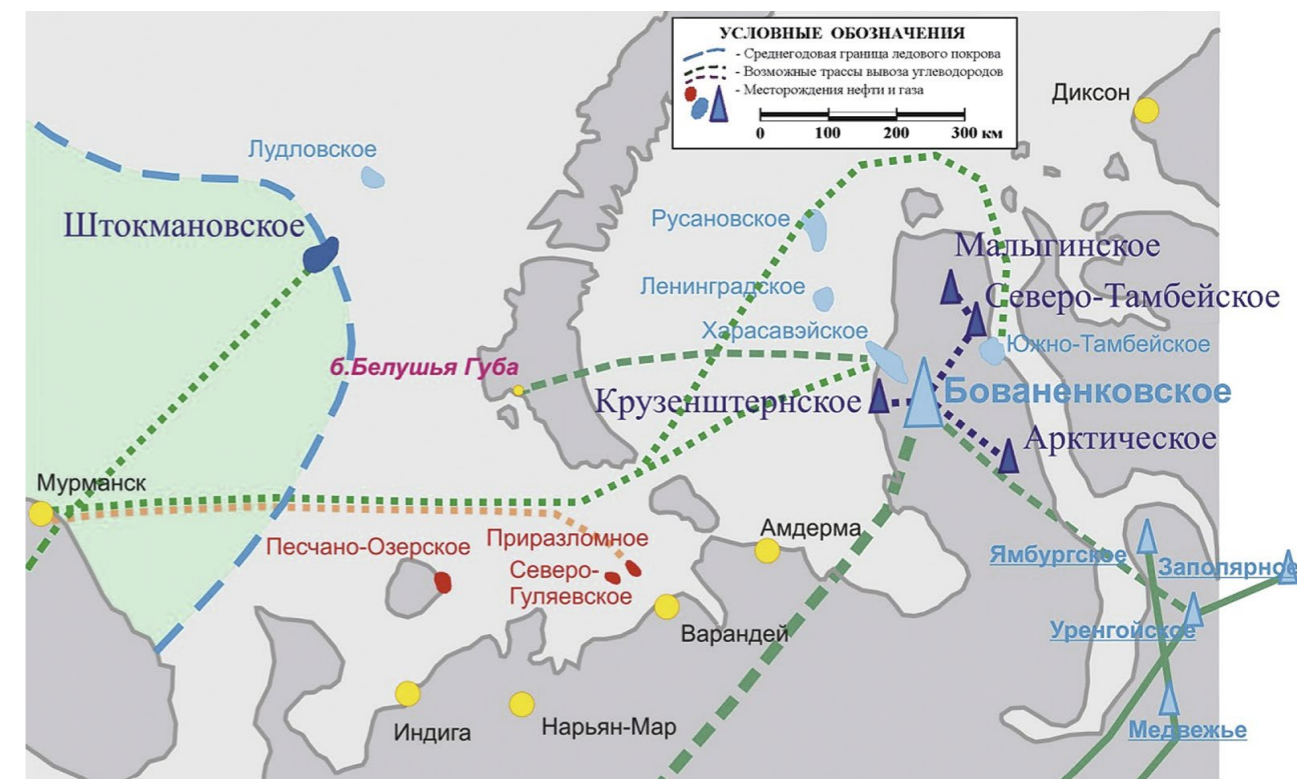 УСЛОВНЫЕ ОБОЗНАЧЕНИЯ
- Среднегодовая граница ледового покрова
- Возможные трассы вывоза углеводородов
- Месторождения нефти и газа
0 100 200 300 км
Диксон
Лудловское
Штокмановское
Русановское
Малыгинское
Ленинградское
Северо-Тамбейское
Харасавэйское
Южно-Тамбейское
б.Белушья Губа
Крузенштернское
Бованенковское
Арктическое
Мурманск
Амдерма
Песчано-Озерское
Приразломное
Северо-
Гуляевское
Ямбургское
Заполярное
Варандей
Уренгойское
Индига
Нарьян-Мар
Медвежье